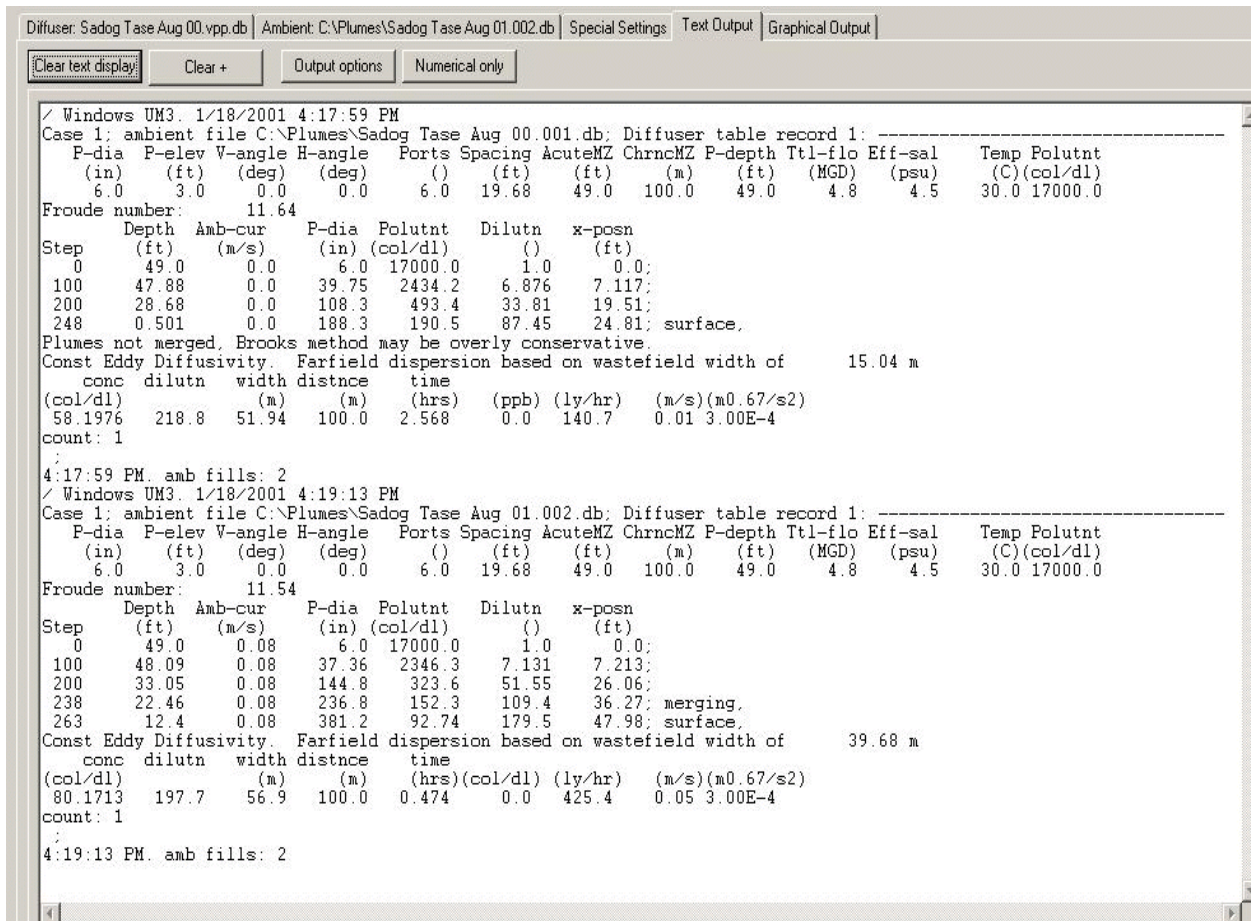 Diffuser: Sadog Tase Aug 00.vpp.db Ambient: C:\Plumes\Sadog Tase Aug 01.002.db Special Settings Text Output Graphical Output
Clear text display Clear + Output options Numerical only
/ Windows UM3. 1/18/2001 4:17:59 PM
Case 1; ambient file C:\Plumes\Sadog Tase Aug 00.001.db; Diffuser table record 1: ----------------------------------
P-dia P-elev V-angle H-angle Ports Spacing AcuteMZ ChrncMZ P-depth Ttl-flo Eff-sal Temp Polutnt
(in) (ft) (deg) (deg) () (ft) (ft) (m) (ft) (MGD) (psu) (C)(col/dl)
6.0 3.0 0.0 0.0 6.0 19.68 49.0 100.0 49.0 4.8 4.5 30.0 17000.0
Froude number: 11.64
Depth Amb-cur P-dia Polutnt Dilutn x-posn
Step (ft) (m/s) (in) (col/dl) () (ft)
0 49.0 0.0 6.0 17000.0 1.0 0.0;
100 47.88 0.0 39.75 2434.2 6.876 7.117;
200 28.68 0.0 108.3 493.4 33.81 19.51;
248 0.501 0.0 188.3 190.5 87.45 24.81; surface,
Plumes not merged, Brooks method may be overly conservative.
Const Eddy Diffusivity. Farfield dispersion based on wastefield width of 15.04 m
conc dilutn width distnce time
(col/dl) (m) (m) (hrs) (ppb) (ly/hr) (m/s)(m0.67/s2)
58.1976 218.8 51.94 100.0 2.568 0.0 140.7 0.01 3.00E-4
count: 1
;
4:17:59 PM. amb fills: 2
/ Windows UM3. 1/18/2001 4:19:13 PM
Case 1; ambient file C:\Plumes\Sadog Tase Aug 01.002.db; Diffuser table record 1: ----------------------------------
P-dia P-elev V-angle H-angle Ports Spacing AcuteMZ ChrncMZ P-depth Ttl-flo Eff-sal Temp Polutnt
(in) (ft) (deg) (deg) () (ft) (ft) (m) (ft) (MGD) (psu) (C)(col/dl)
6.0 3.0 0.0 0.0 6.0 19.68 49.0 100.0 49.0 4.8 4.5 30.0 17000.0
Froude number: 11.54
Depth Amb-cur P-dia Polutnt Dilutn x-posn
Step (ft) (m/s) (in) (col/dl) () (ft)
0 49.0 0.08 6.0 17000.0 1.0 0.0;
100 48.09 0.08 37.36 2346.3 7.131 7.213;
200 33.05 0.08 144.8 323.6 51.55 26.06;
238 22.46 0.08 236.8 152.3 109.4 36.27; merging,
263 12.4 0.08 381.2 92.74 179.5 47.98; surface,
Const Eddy Diffusivity. Farfield dispersion based on wastefield width of 39.68 m
conc dilutn width distnce time
(col/dl) (m) (m) (hrs)(col/dl) (ly/hr) (m/s)(m0.67/s2)
80.1713 197.7 56.9 100.0 0.474 0.0 425.4 0.05 3.00E-4
count: 1
;
4:19:13 PM. amb fills: 2